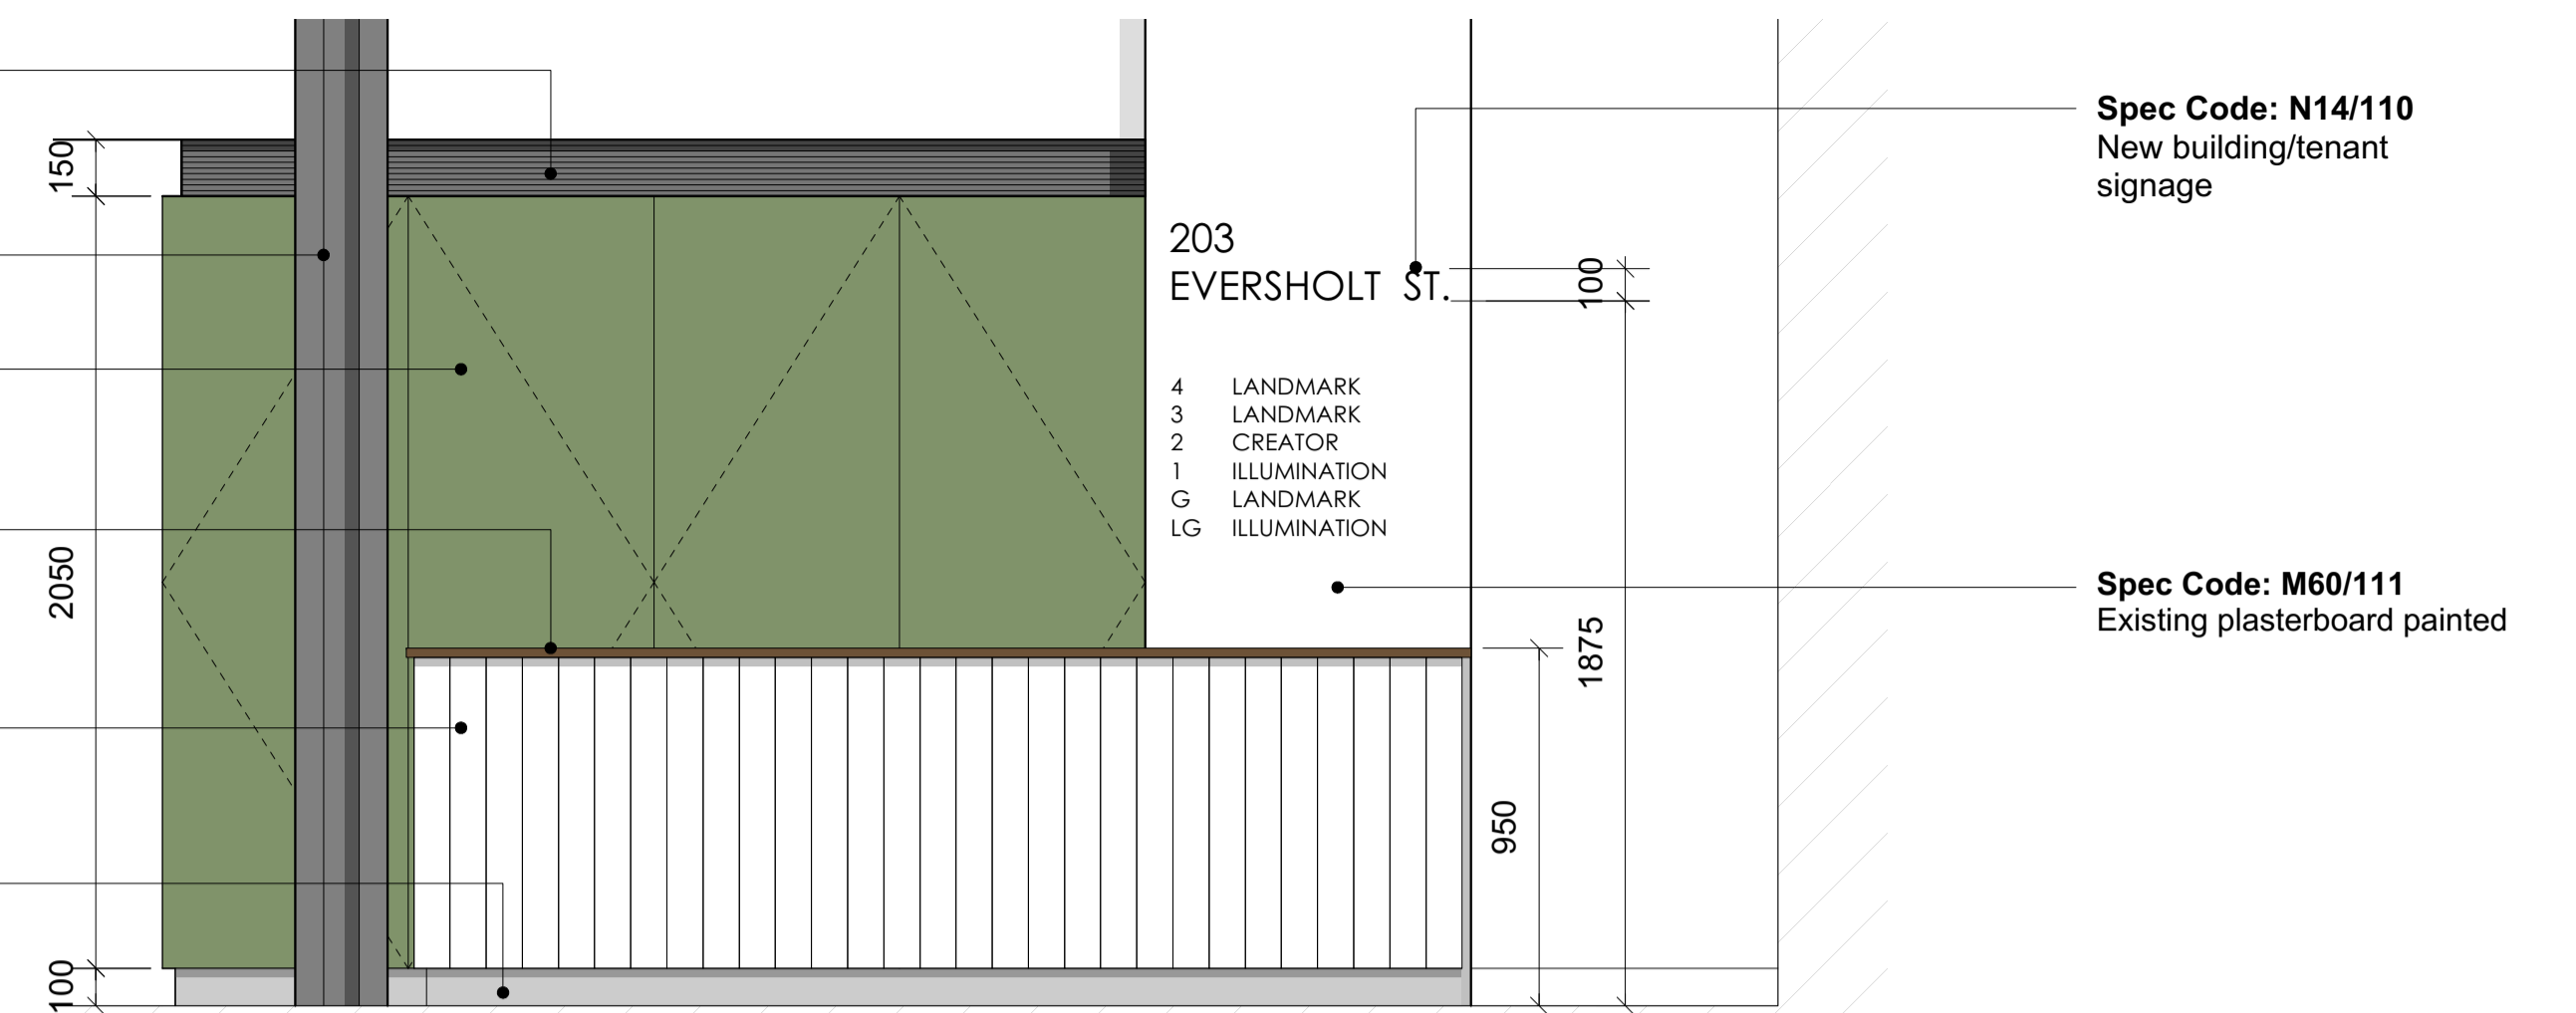 Spec Code: N14/110
New building/tenant
signage
150
203
EVERSHOLT ST.
100
4 LANDMARK
3 LANDMARK
2 CREATOR
1 ILLUMINATION
G LANDMARK
LG ILLUMINATION
2050
Spec Code: M60/111
Existing plasterboard painted
1875
950
100